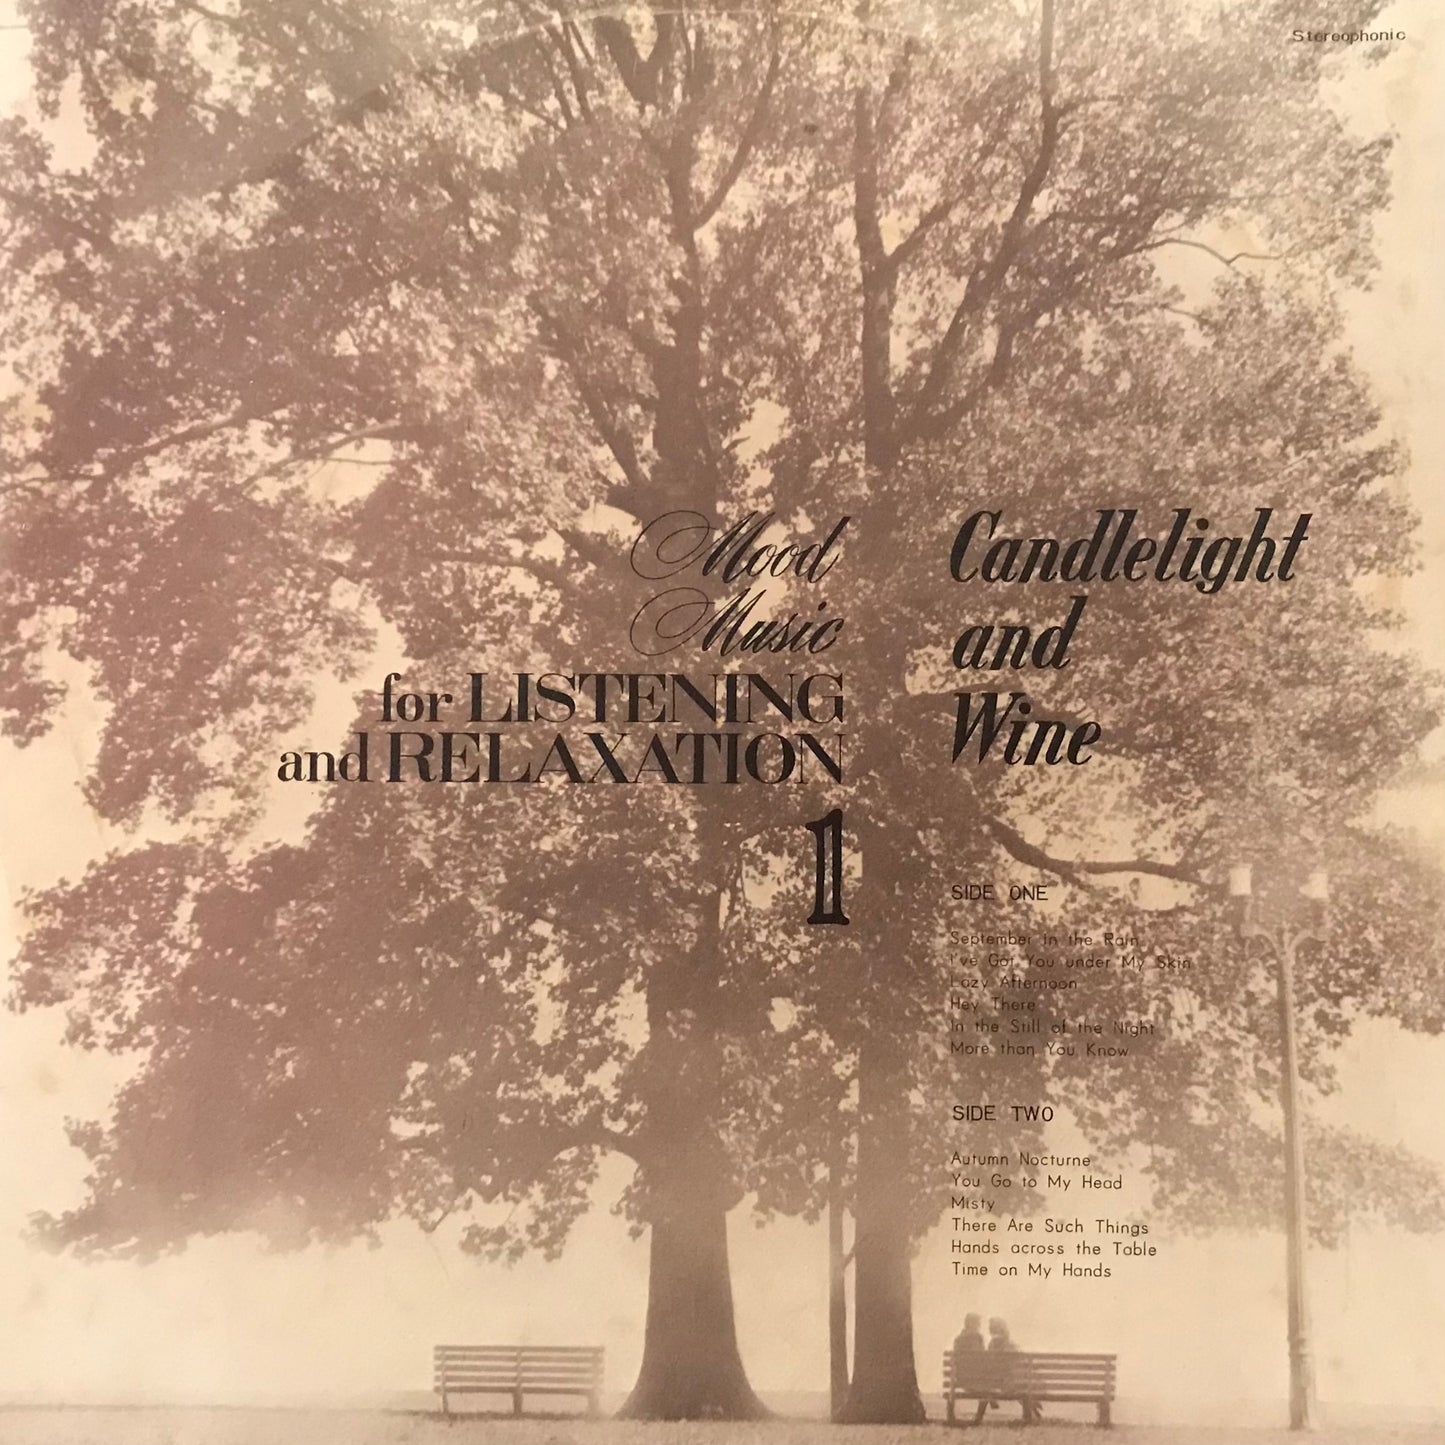 Stereophonic
Mood
Music
for LISTENING
and RELAXATION
1
Candlelight
and
Wine
SIDE ONE
September in the Rain
I've Got You under My Skin
Lazy Afternoon
Hey There
In the Still of the Night
More than You Know
SIDE TWO
Autumn Nocturne
You Go to My Head
Misty
There Are Such Things
Hands across the Table
Time on My Hands